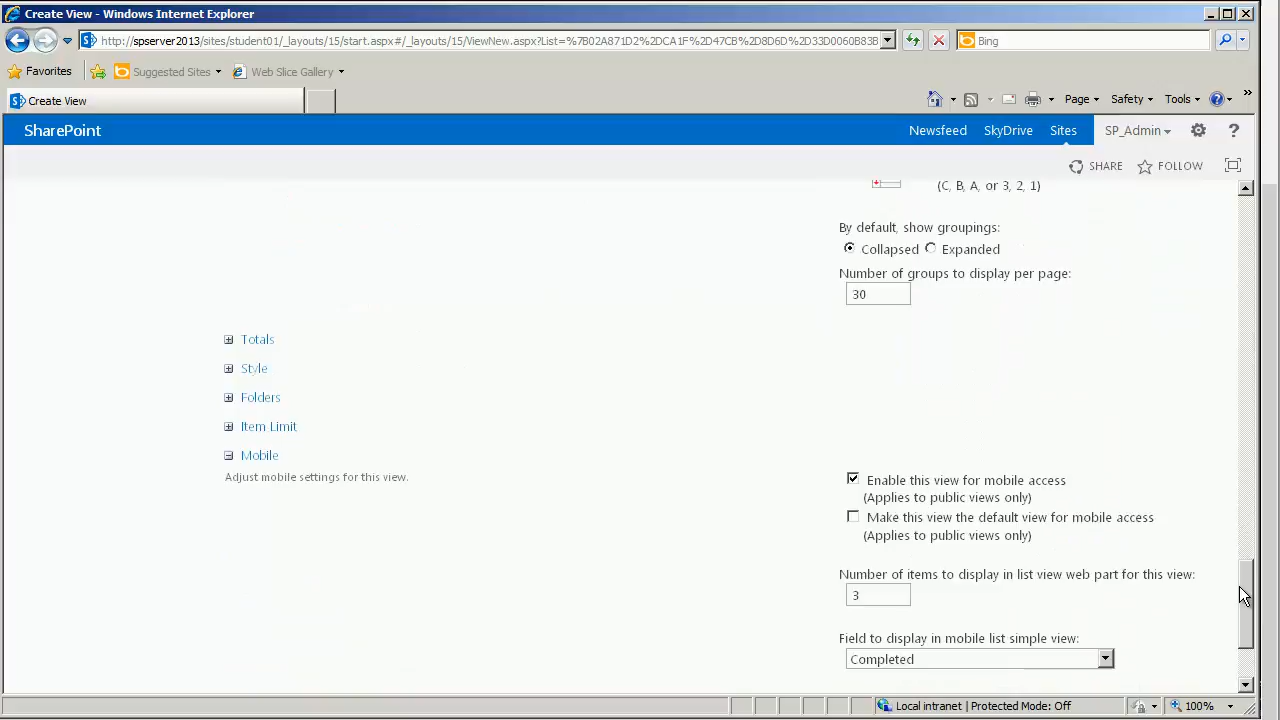 Create View - Windows Internet Explorer
http://spserver2013/sites/student01/_layouts/15/start.aspx#/_layouts/15/ViewNew.aspx?List=%7B02A871D2%2DCA1F%2D47CB%2D8D6D%2D33D0060B83B
Bing
Favorites
Suggested Sites
Web Slice Gallery
Create View
Page
Safety
Tools
SharePoint
Newsfeed
SkyDrive
Sites
SP_Admin
SHARE
FOLLOW
(C, B, A, or 3, 2, 1)
By default, show groupings:
Collapsed
Expanded
Number of groups to display per page:
30
Totals
Style
Folders
Item Limit
Mobile
Adjust mobile settings for this view.
Enable this view for mobile access
(Applies to public views only)
Make this view the default view for mobile access
(Applies to public views only)
Number of items to display in list view web part for this view:
3
Field to display in mobile list simple view:
Completed
Local intranet | Protected Mode: Off
100%